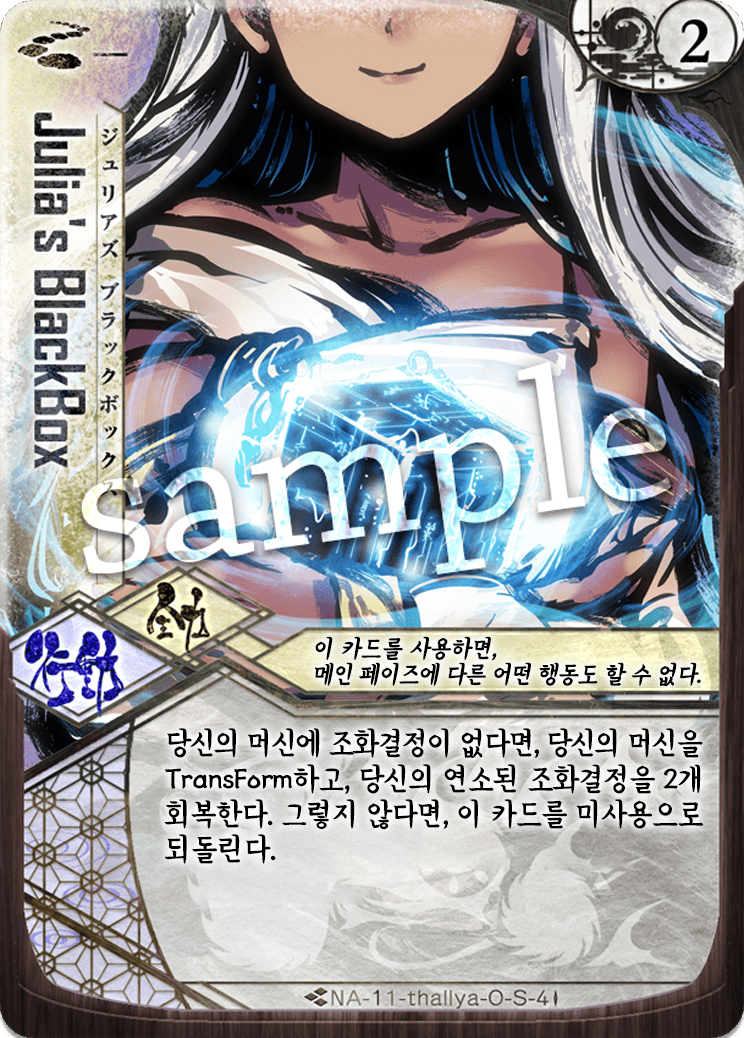 2
Julia's BlackBox
ジュリアズ ブラックボックス
sample
行動
全力
이 카드를 사용하면,
메인 페이즈에 다른 어떤 행동도 할 수 없다.
당신의 머신에 조화결정이 없다면, 당신의 머신을
TransForm하고, 당신의 연소된 조화결정을 2개
회복한다. 그렇지 않다면, 이 카드를 미사용으로
되돌린다.
NA-11-thallya-O-S-4